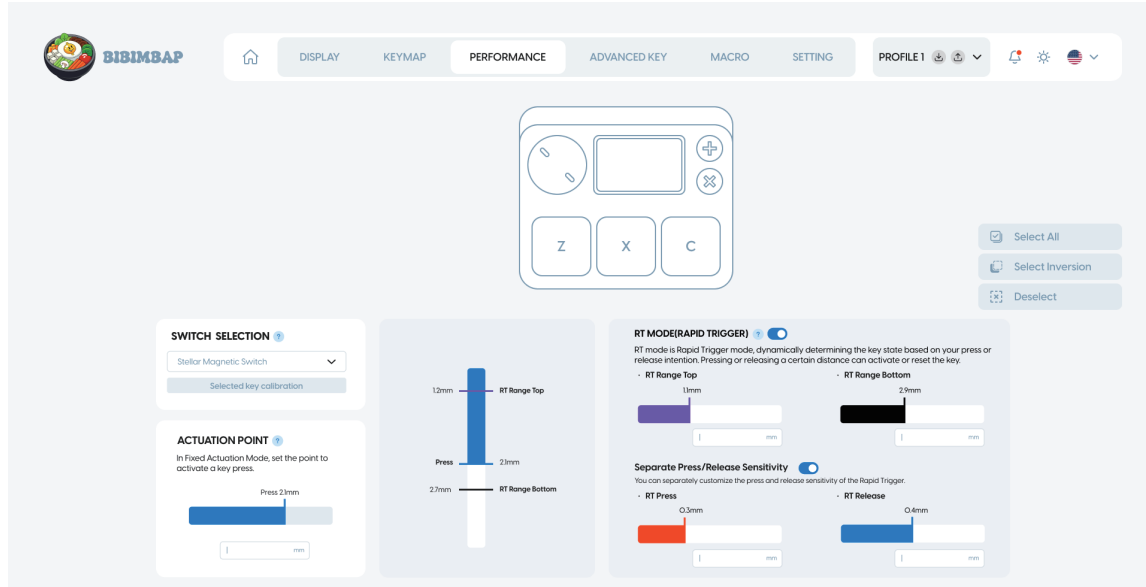 BIBIMBAP
DISPLAY
KEYMAP
PERFORMANCE
ADVANCED KEY
MACRO
SETTING
PROFILE 1
Z
X
C
Select All
Select Inversion
Deselect
SWITCH SELECTION ?
Stellar Magnetic Switch
Selected key calibration
ACTUATION POINT ?
In Fixed Actuation Mode, set the point to
activate a key press.
Press 2.1mm
mm
1.2mm
RT Range Top
Press
2.1mm
2.7mm
RT Range Bottom
RT MODE(RAPID TRIGGER) ?
RT mode is Rapid Trigger mode, dynamically determining the key state based on your press or
release intention. Pressing or releasing a certain distance can activate or reset the key.
· RT Range Top
1.1mm
mm
· RT Range Bottom
2.9mm
mm
Separate Press/Release Sensitivity
You can separately customize the press and release sensitivity of the Rapid Trigger.
· RT Press
0.3mm
mm
· RT Release
0.4mm
mm